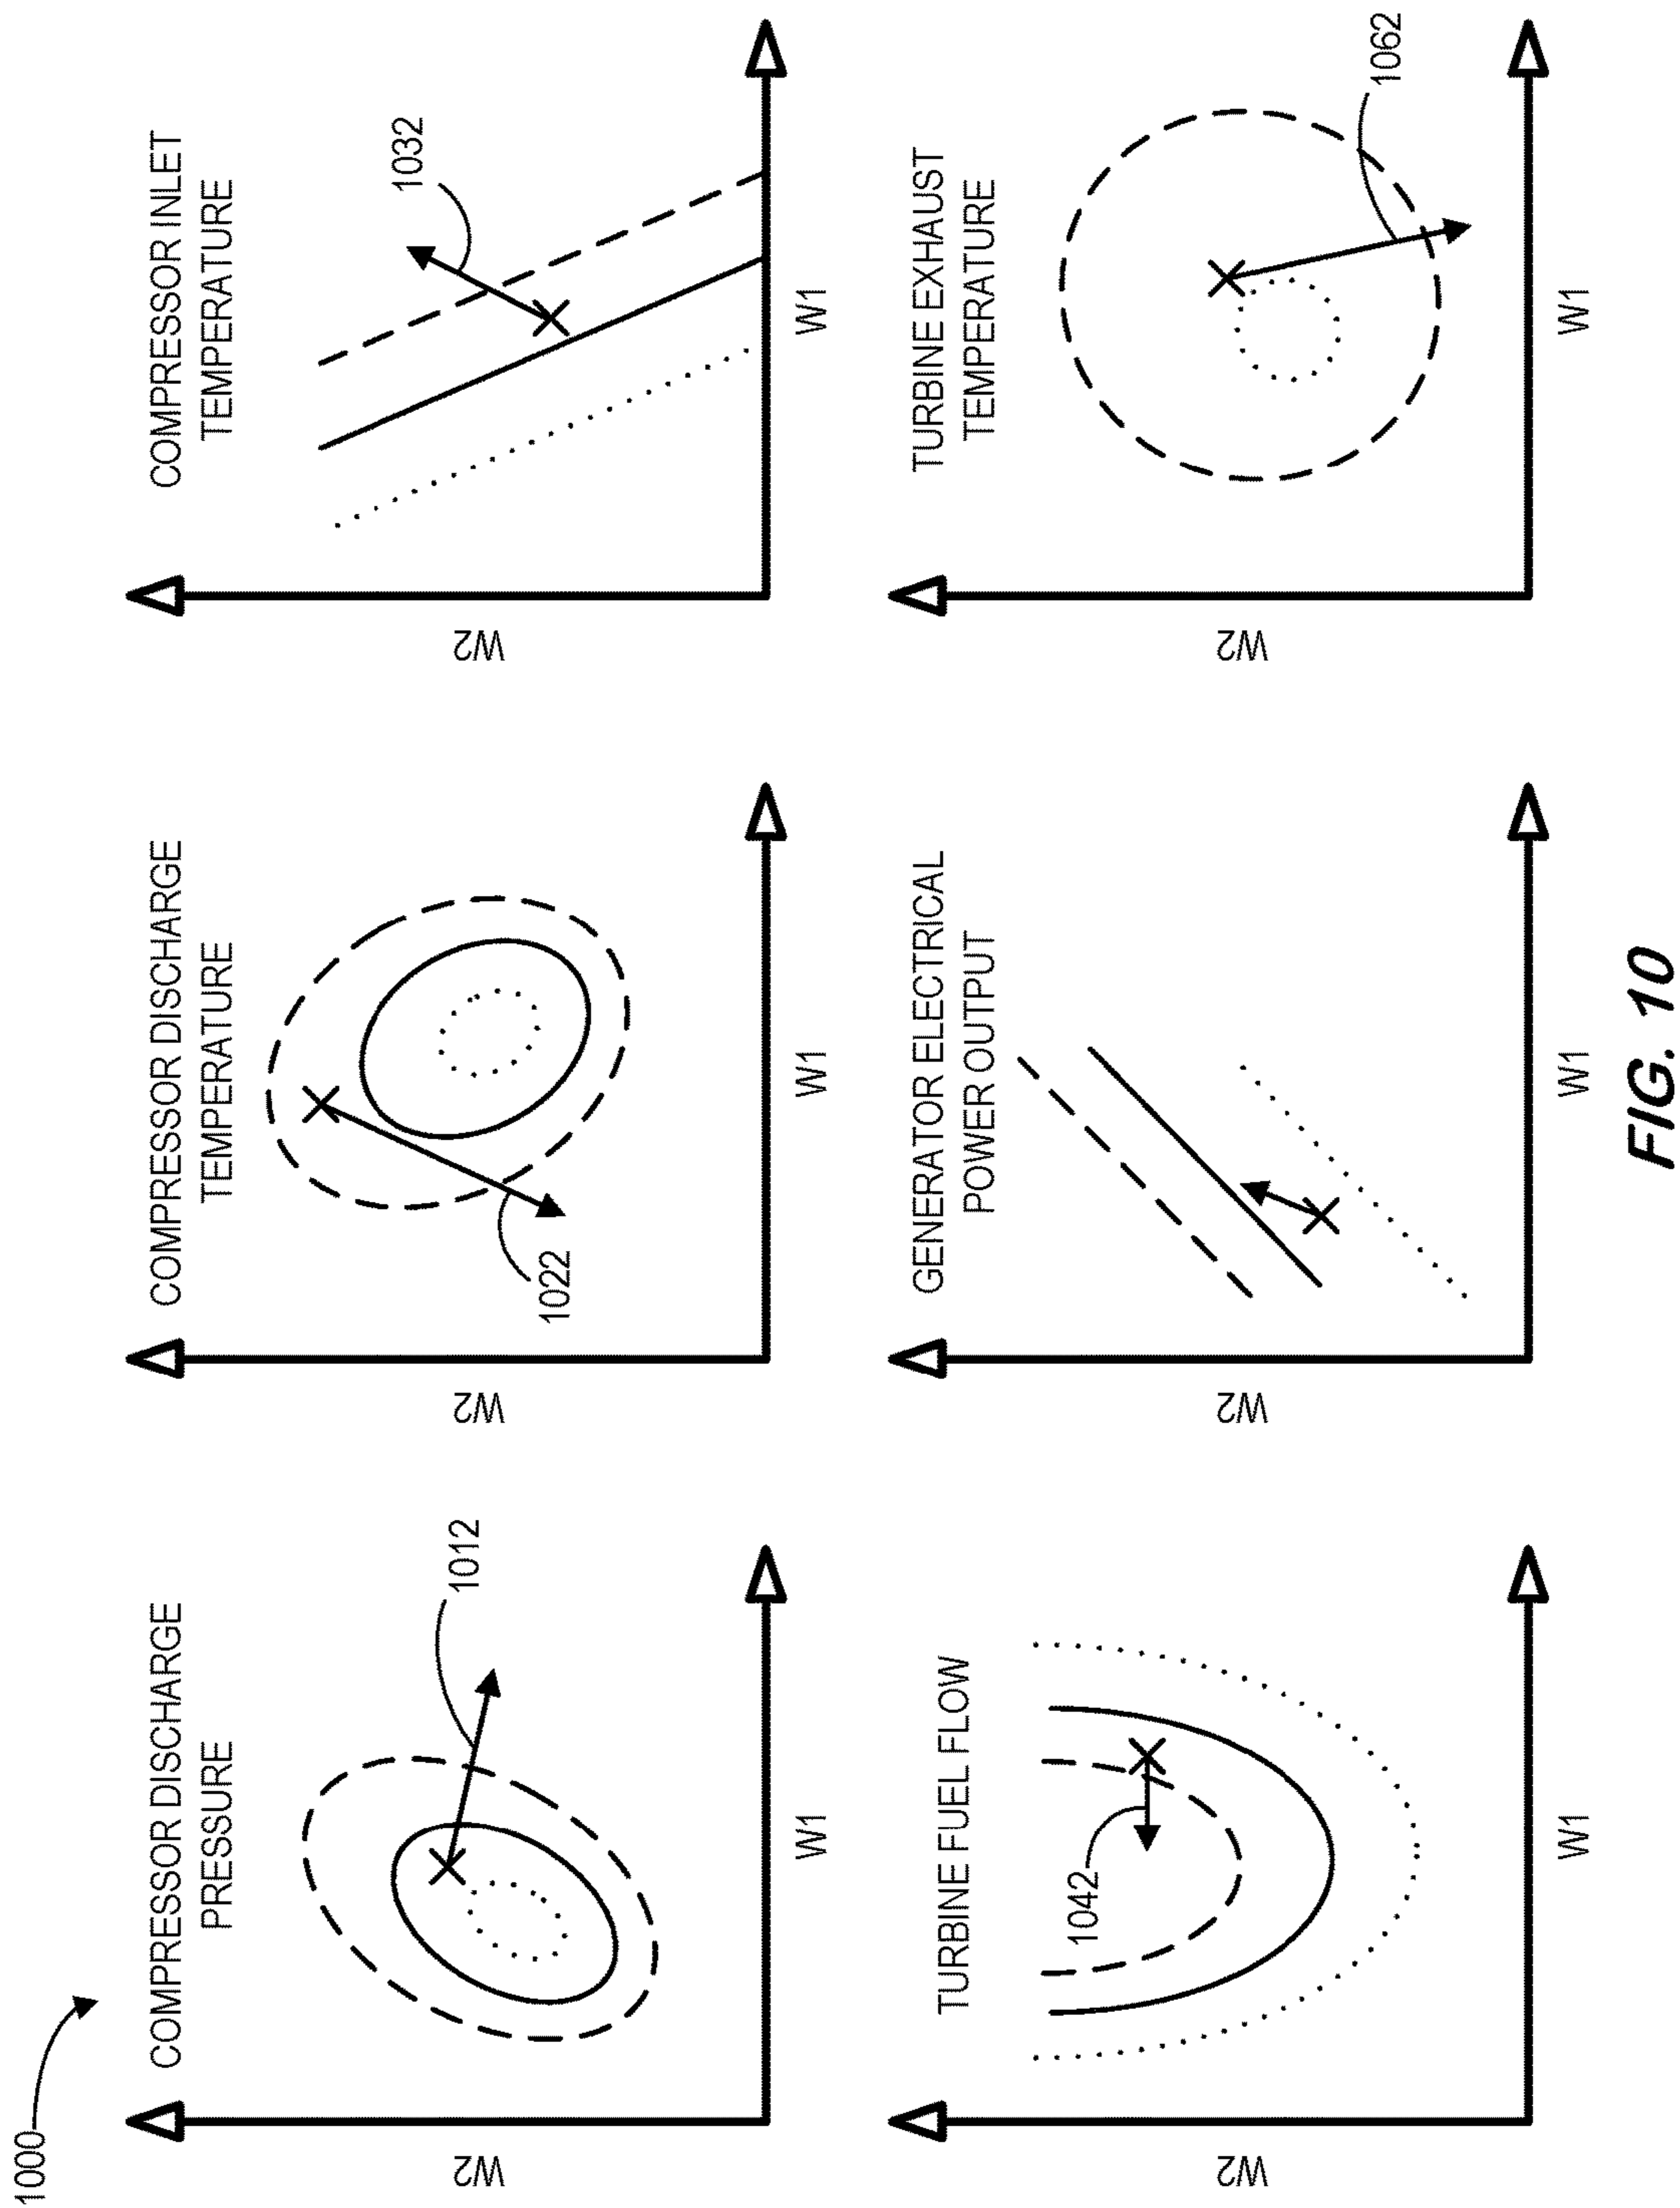 1000
COMPRESSOR DISCHARGE
PRESSURE
1012
W2
W1
COMPRESSOR DISCHARGE
TEMPERATURE
1022
W2
W1
COMPRESSOR INLET
TEMPERATURE
1032
W2
W1
TURBINE FUEL FLOW
1042
W2
W1
GENERATOR ELECTRICAL
POWER OUTPUT
W2
W1
TURBINE EXHAUST
TEMPERATURE
1062
W2
W1
FIG. 10